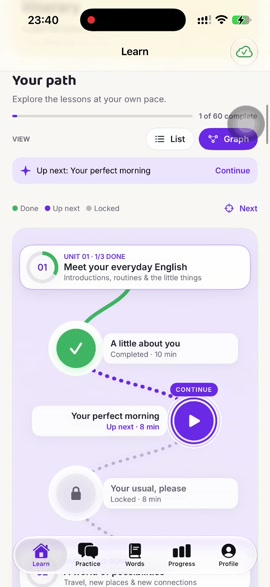 23:40
Learn
Your path
Explore the lessons at your own pace.
1 of 60 complete
VIEW
List
Graph
Up next: Your perfect morning
Continue
Done
Up next
Locked
Next
UNIT 01 · 1/3 DONE
01
Meet your everyday English
Introductions, routines & the little things
A little about you
Completed · 10 min
CONTINUE
Your perfect morning
Up next · 8 min
Your usual, please
Locked · 8 min
Learn
Practice
Words
Progress
Profile
Travel, new places & new connections